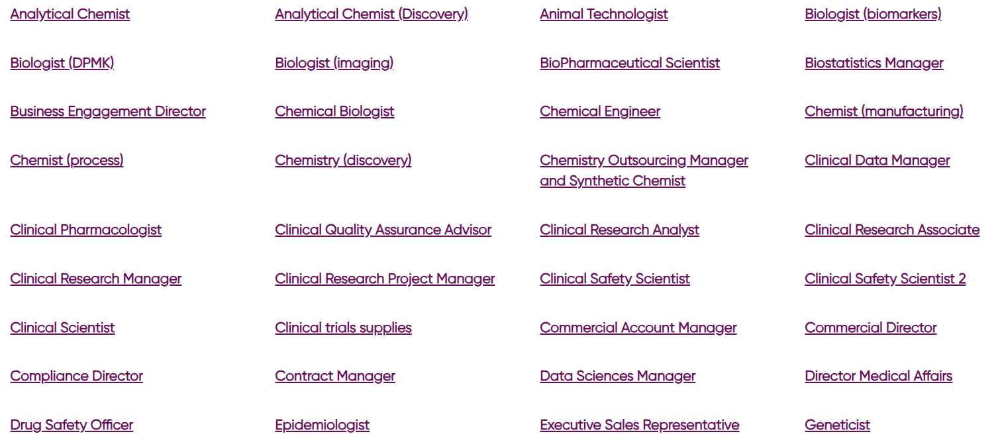 Analytical Chemist
Analytical Chemist (Discovery)
Animal Technologist
Biologist (biomarkers)
Biologist (DPMK)
Biologist (imaging)
BioPharmaceutical Scientist
Biostatistics Manager
Business Engagement Director
Chemical Biologist
Chemical Engineer
Chemist (manufacturing)
Chemist (process)
Chemistry (discovery)
Chemistry Outsourcing Manager
and Synthetic Chemist
Clinical Data Manager
Clinical Pharmacologist
Clinical Quality Assurance Advisor
Clinical Research Analyst
Clinical Research Associate
Clinical Research Manager
Clinical Research Project Manager
Clinical Safety Scientist
Clinical Safety Scientist 2
Clinical Scientist
Clinical trials supplies
Commercial Account Manager
Commercial Director
Compliance Director
Contract Manager
Data Sciences Manager
Director Medical Affairs
Drug Safety Officer
Epidemiologist
Executive Sales Representative
Geneticist